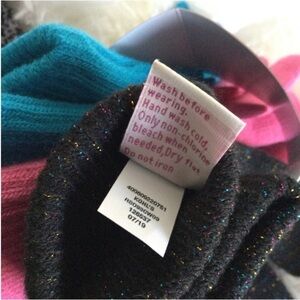 Wash before
wearing.
Hand wash cold.
Only non-chlorine
bleach when
needed, Dry flat
Do not iron
KOHL'S
07/19